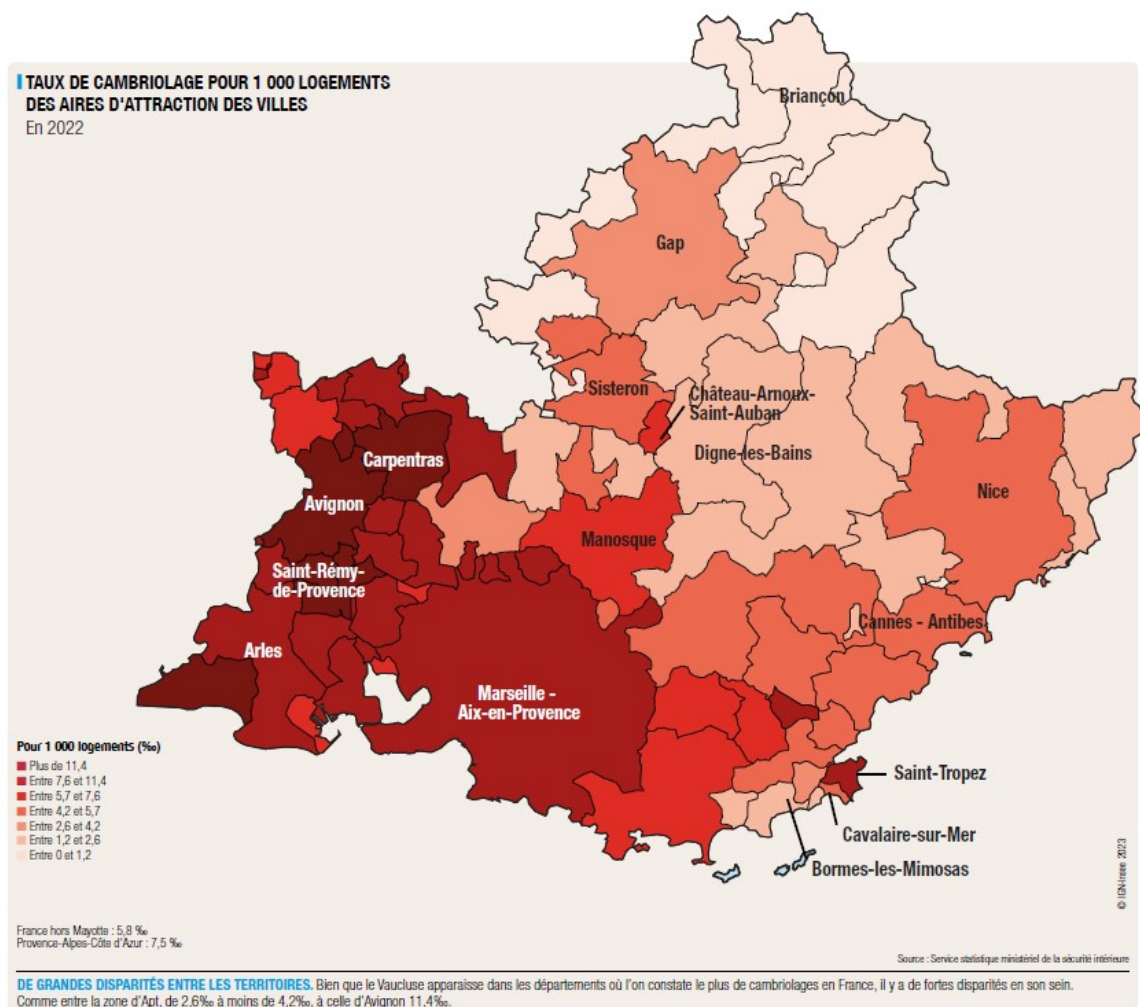 TAUX DE CAMBRIOLAGE POUR 1 000 LOGEMENTS
DES AIRES D'ATTRACTION DES VILLES
En 2022
Briançon
Gap
Sisteron
Château-Arnoux-
Saint-Auban
Digne-les-Bains
Carpentras
Avignon
Nice
Manosque
Saint-Rémy-
de-Provence
Cannes - Antibes
Arles
Marseille -
Aix-en-Provence
Saint-Tropez
Cavalaire-sur-Mer
Bormes-les-Mimosas
Pour 1 000 logements (‰)
Plus de 11,4
Entre 7,6 et 11,4
Entre 5,7 et 7,6
Entre 4,2 et 5,7
Entre 2,6 et 4,2
Entre 1,2 et 2,6
Entre 0 et 1,2
© IGN-Insee 2023
France hors Mayotte : 5,8 ‰
Provence-Alpes-Côte d'Azur : 7,5 ‰
Source : Service statistique ministériel de la sécurité intérieure
DE GRANDES DISPARITÉS ENTRE LES TERRITOIRES. Bien que le Vaucluse apparaisse dans les départements où l'on constate le plus de cambriolages en France, il y a de fortes disparités en son sein.
Comme entre la zone d'Apt, de 2,6‰ à moins de 4,2‰, à celle d'Avignon 11,4‰.